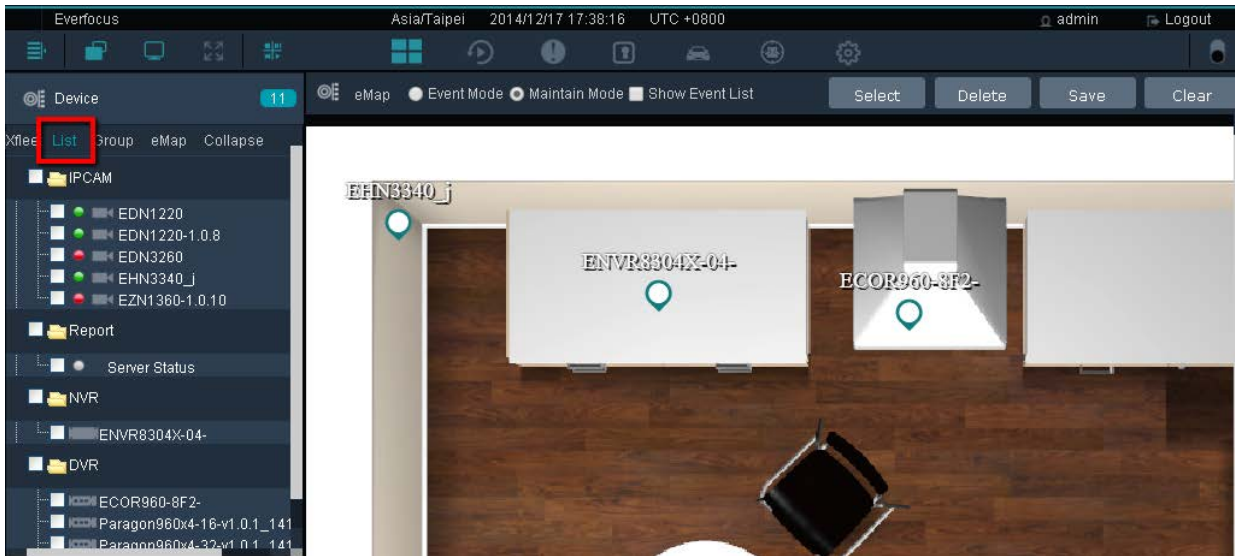 Everfocus Asia/Taipei 2014/12/17 17:38:16 UTC +0800 admin Logout
Device 11
eMap Event Mode Maintain Mode Show Event List Select Delete Save Clear
Xflee List Group eMap Collapse
IPCAM
EDN1220
EDN1220-1.0.8
EDN3260
EHN3340_j
EZN1360-1.0.10
Report
Server Status
NVR
ENVR8304X-04-
DVR
ECOR960-8F2-
Paragon960x4-16-v1.0.1_141
Paragon960x4-32-v1.0.1_141
EHN3340_j
ENVR8304X-04-
ECOR960-8F2-